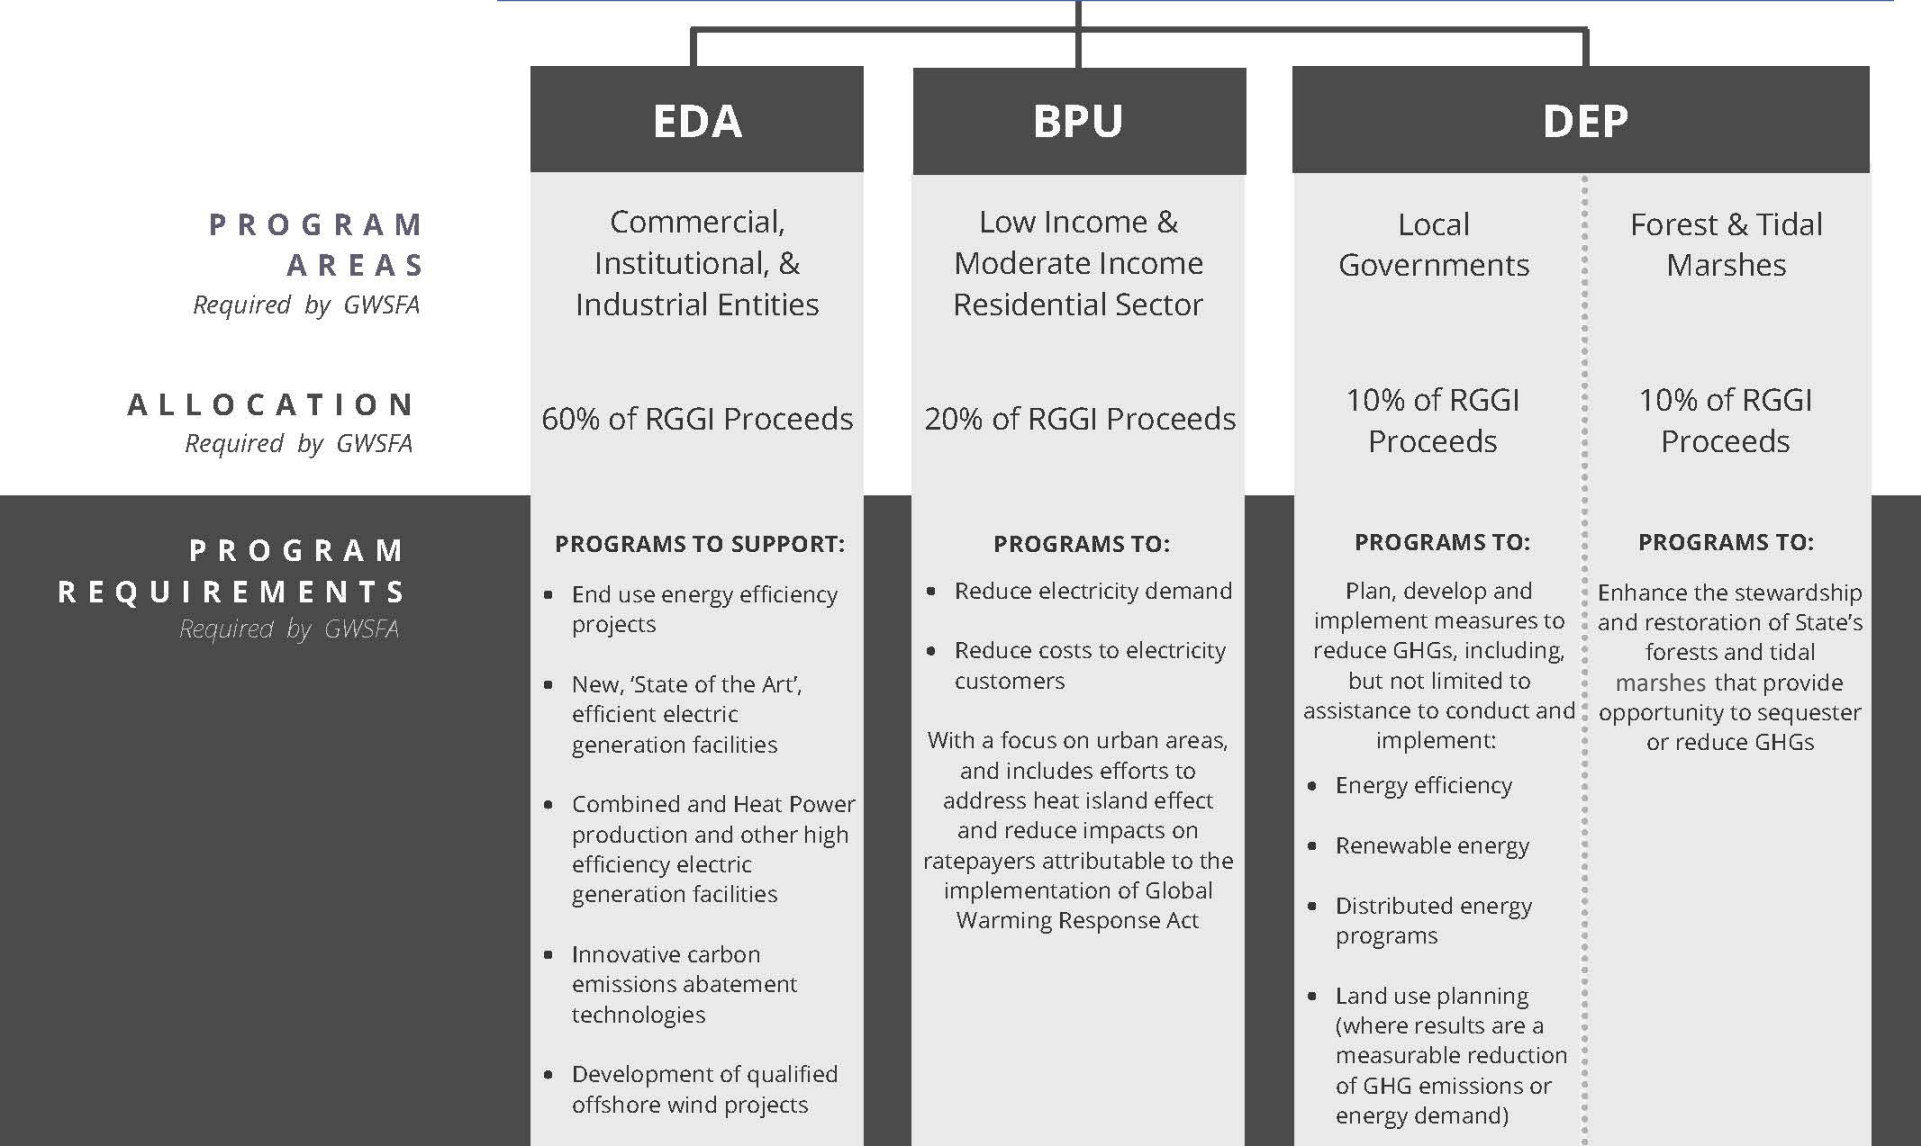 EDA
BPU
DEP
PROGRAM
AREAS
Required by GWSFA
Commercial,
Institutional, &
Industrial Entities
Low Income &
Moderate Income
Residential Sector
Local
Governments
Forest & Tidal
Marshes
ALLOCATION
Required by GWSFA
60% of RGGI Proceeds
20% of RGGI Proceeds
10% of RGGI
Proceeds
10% of RGGI
Proceeds
PROGRAM
REQUIREMENTS
Required by GWSFA
PROGRAMS TO SUPPORT:
▪ End use energy efficiency
projects
▪ New, ‘State of the Art’,
efficient electric
generation facilities
• Combined and Heat Power
production and other high
efficiency electric
generation facilities
▪ Innovative carbon
emissions abatement
technologies
• Development of qualified
offshore wind projects
PROGRAMS TO:
• Reduce electricity demand
• Reduce costs to electricity
customers
With a focus on urban areas,
and includes efforts to
address heat island effect
and reduce impacts on
ratepayers attributable to the
implementation of Global
Warming Response Act
PROGRAMS TO:
Plan, develop and
implement measures to
reduce GHGs, including,
but not limited to
assistance to conduct and
implement:
• Energy efficiency
• Renewable energy
• Distributed energy
programs
• Land use planning
(where results are a
measurable reduction
of GHG emissions or
energy demand)
PROGRAMS TO:
Enhance the stewardship
and restoration of State’s
forests and tidal
marshes that provide
opportunity to sequester
or reduce GHGs